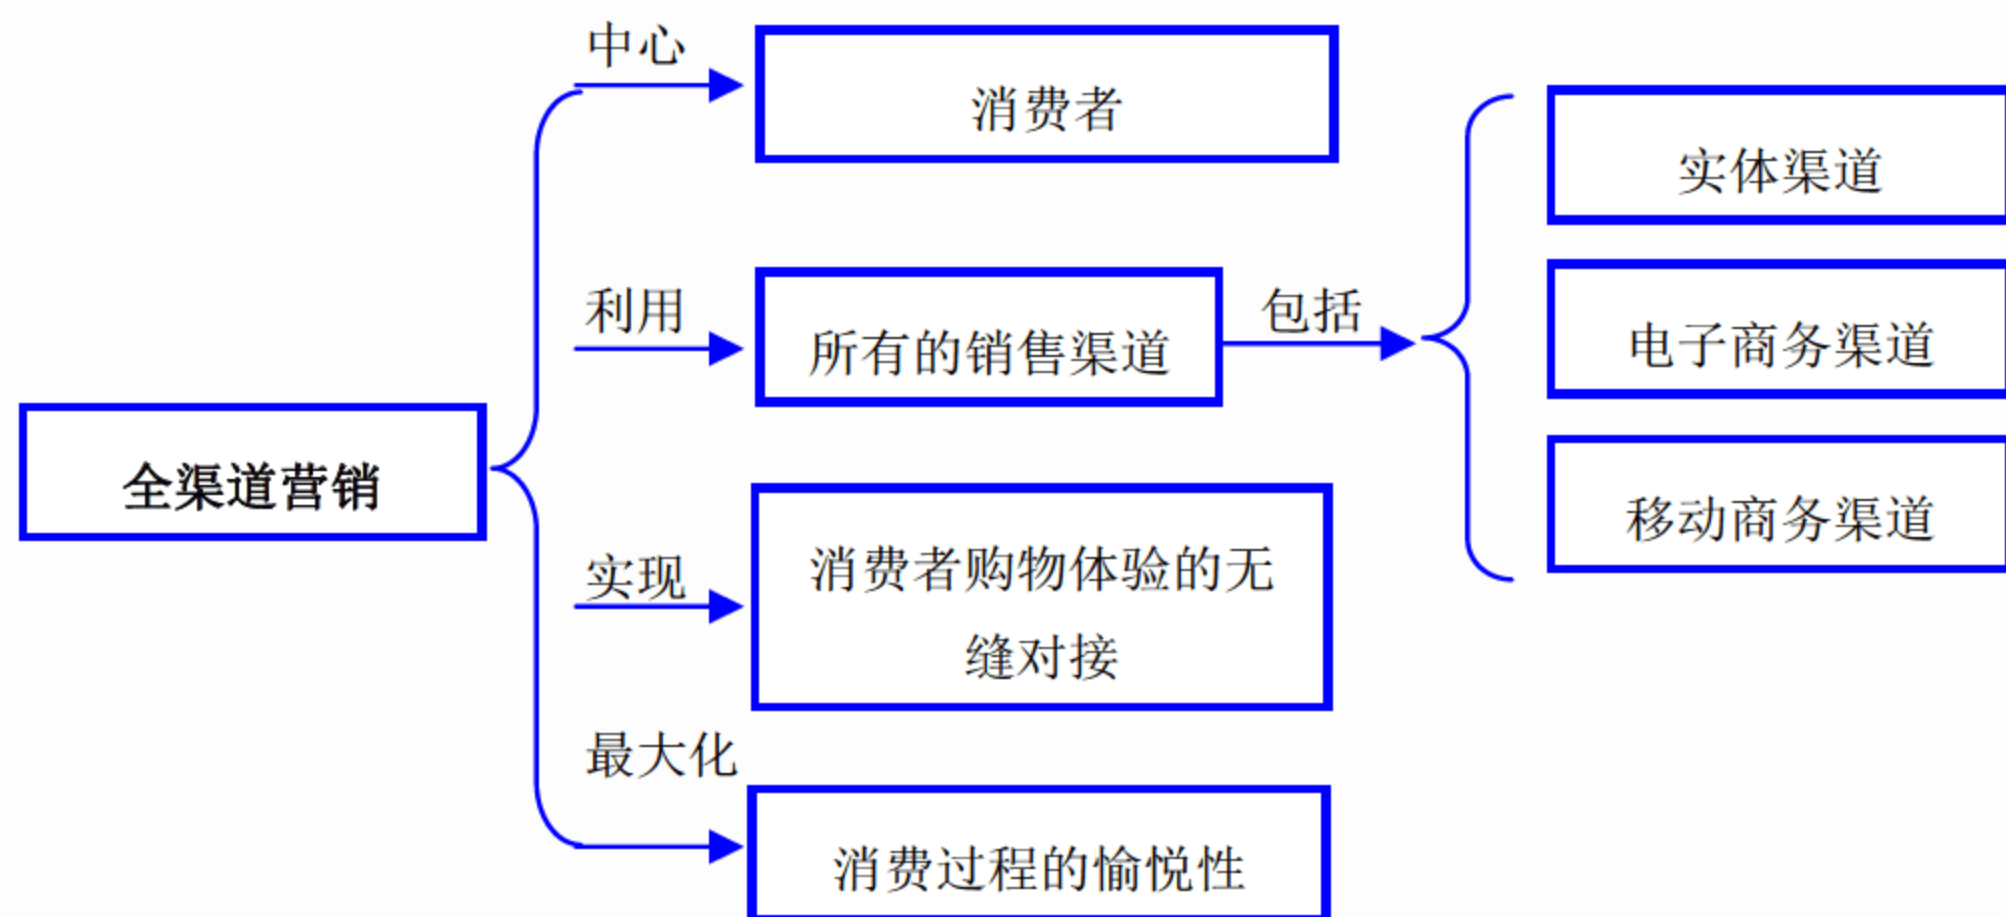 中心
消费者
实体渠道
利用
所有的销售渠道
包括
电子商务渠道
全渠道营销
移动商务渠道
实现
消费者购物体验的无
缝对接
最大化
消费过程的愉悦性